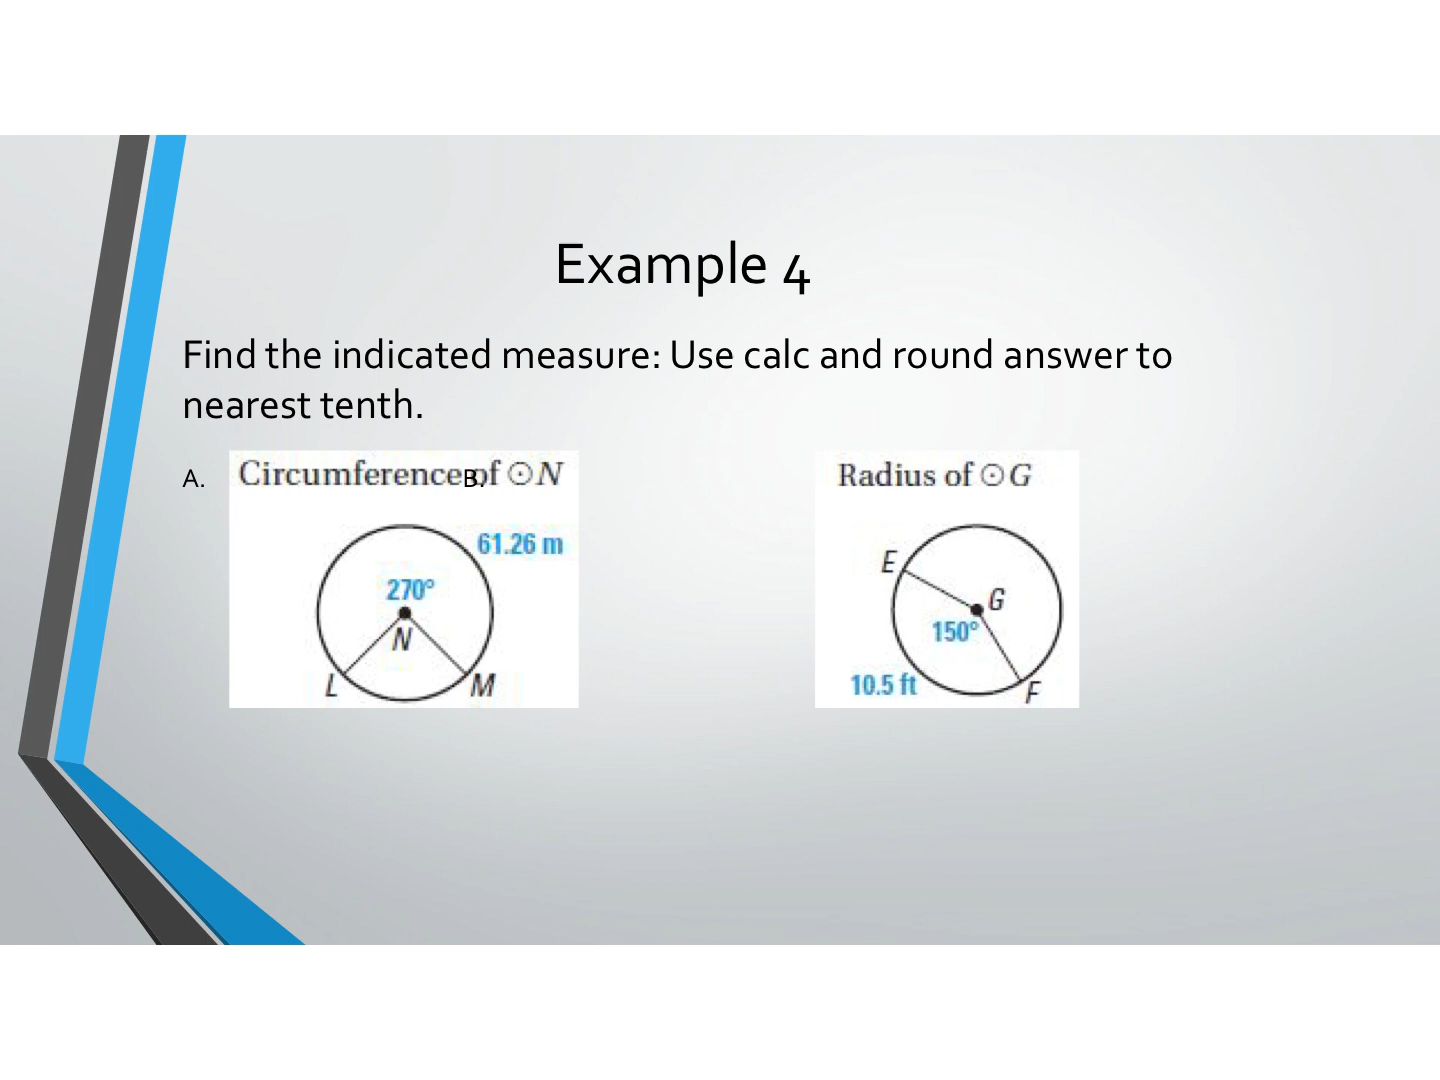 Example 4
Find the indicated measure: Use calc and round answer to
nearest tenth.
A.
Circumference of ⊙N
B.
61.26 m
270°
N
L
M
Radius of ⊙G
E
G
150°
10.5 ft
F